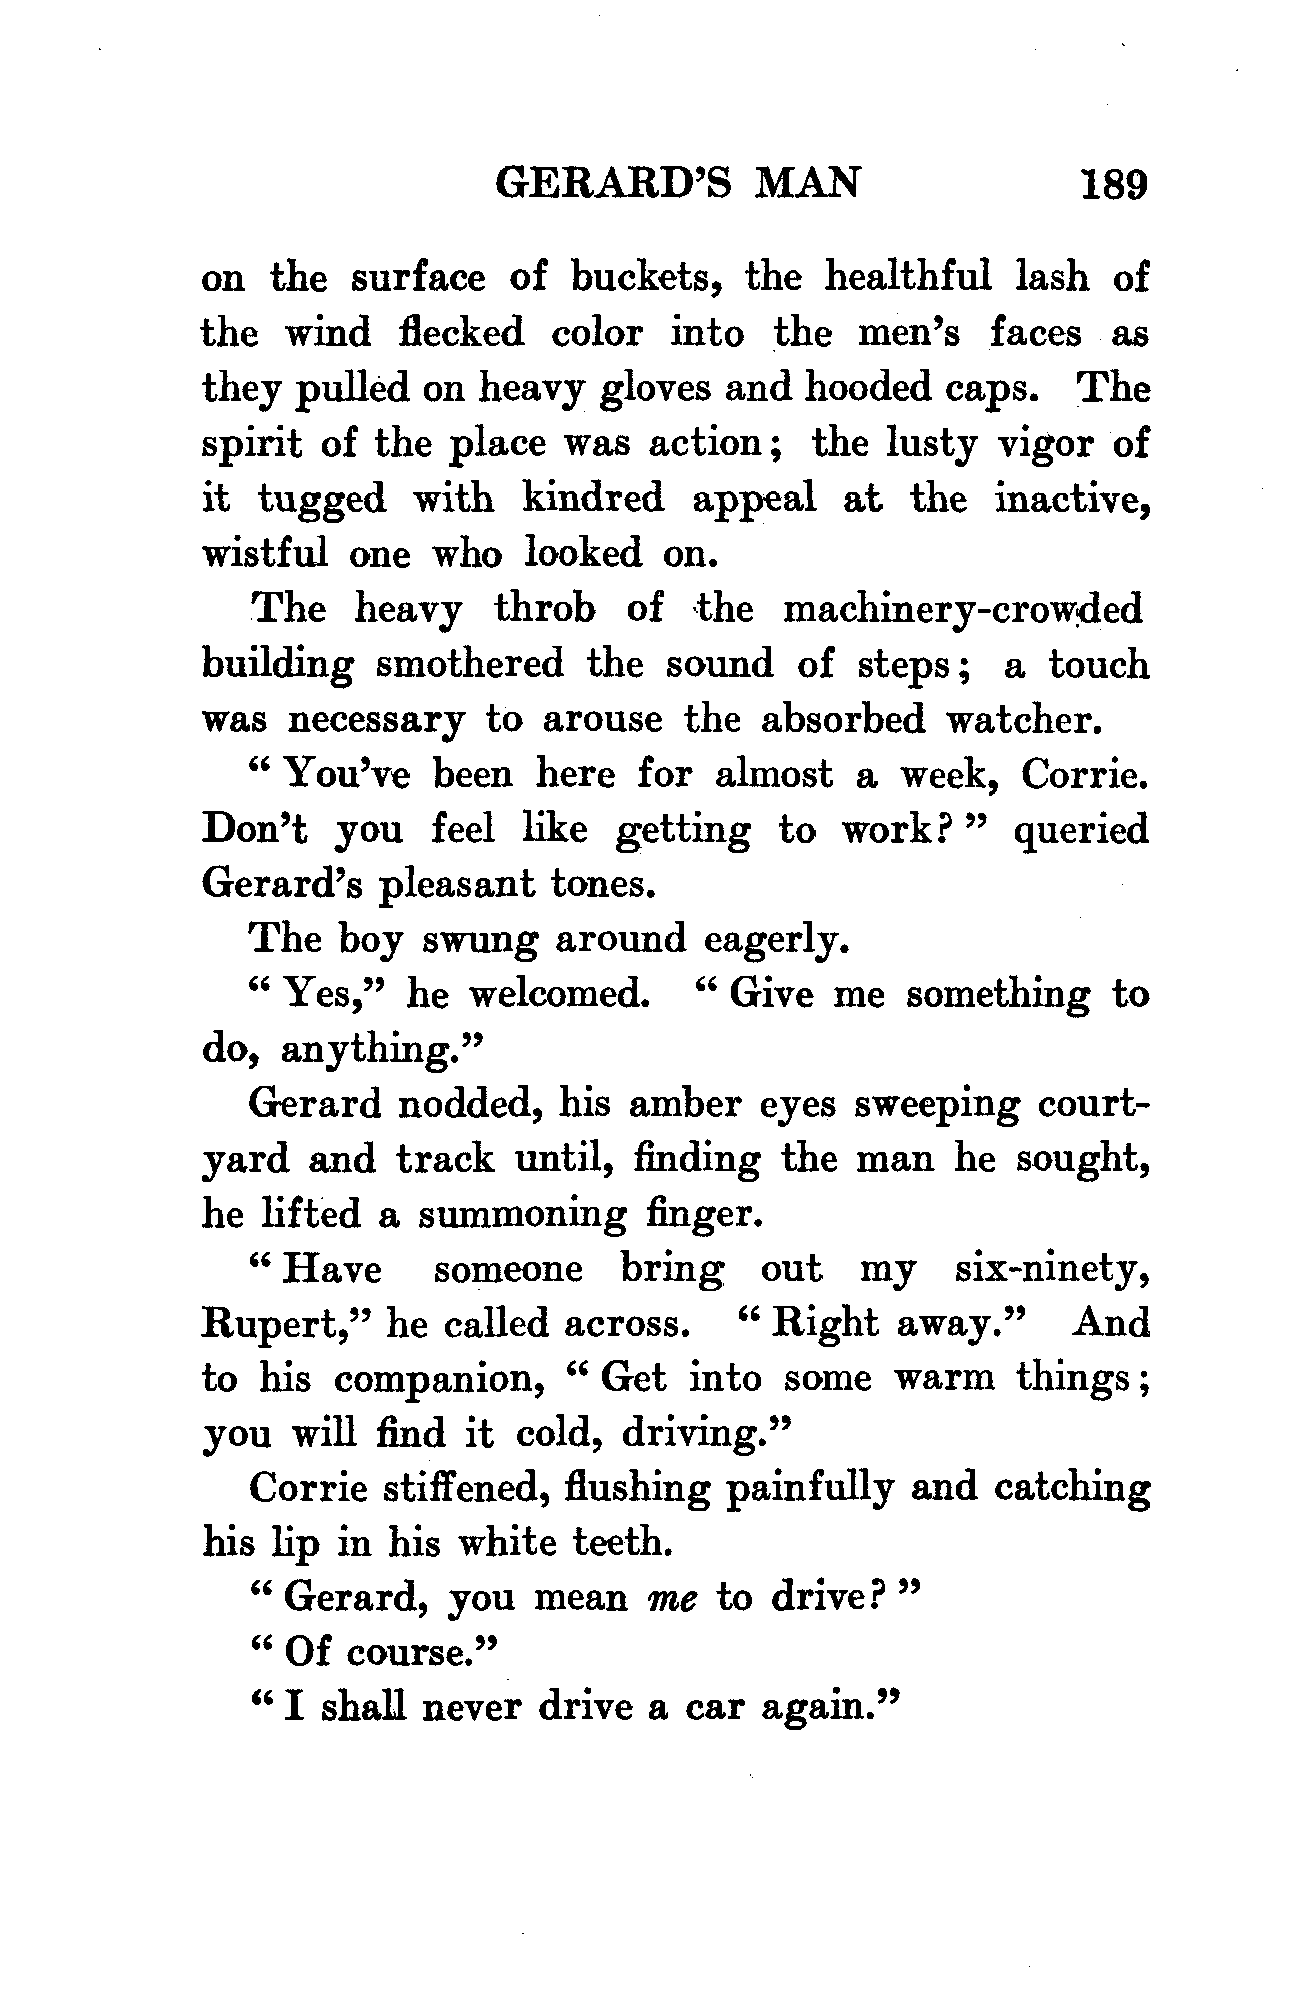 GERARD'S MAN 189
on the surface of buckets, the healthful lash of
the wind flecked color into the men's faces as
they pulled on heavy gloves and hooded caps. The
spirit of the place was action; the lusty vigor of
it tugged with kindred appeal at the inactive,
wistful one who looked on.
The heavy throb of the machinery-crowded
building smothered the sound of steps; a touch
was necessary to arouse the absorbed watcher.
“ You've been here for almost a week, Corrie.
Don't you feel like getting to work? ” queried
Gerard's pleasant tones.
The boy swung around eagerly.
“ Yes,” he welcomed. “ Give me something to
do, anything.”
Gerard nodded, his amber eyes sweeping court-
yard and track until, finding the man he sought,
he lifted a summoning finger.
“ Have someone bring out my six-ninety,
Rupert,” he called across. “ Right away.” And
to his companion, “ Get into some warm things;
you will find it cold, driving.”
Corrie stiffened, flushing painfully and catching
his lip in his white teeth.
“ Gerard, you mean me to drive? ”
“ Of course.”
“ I shall never drive a car again.”